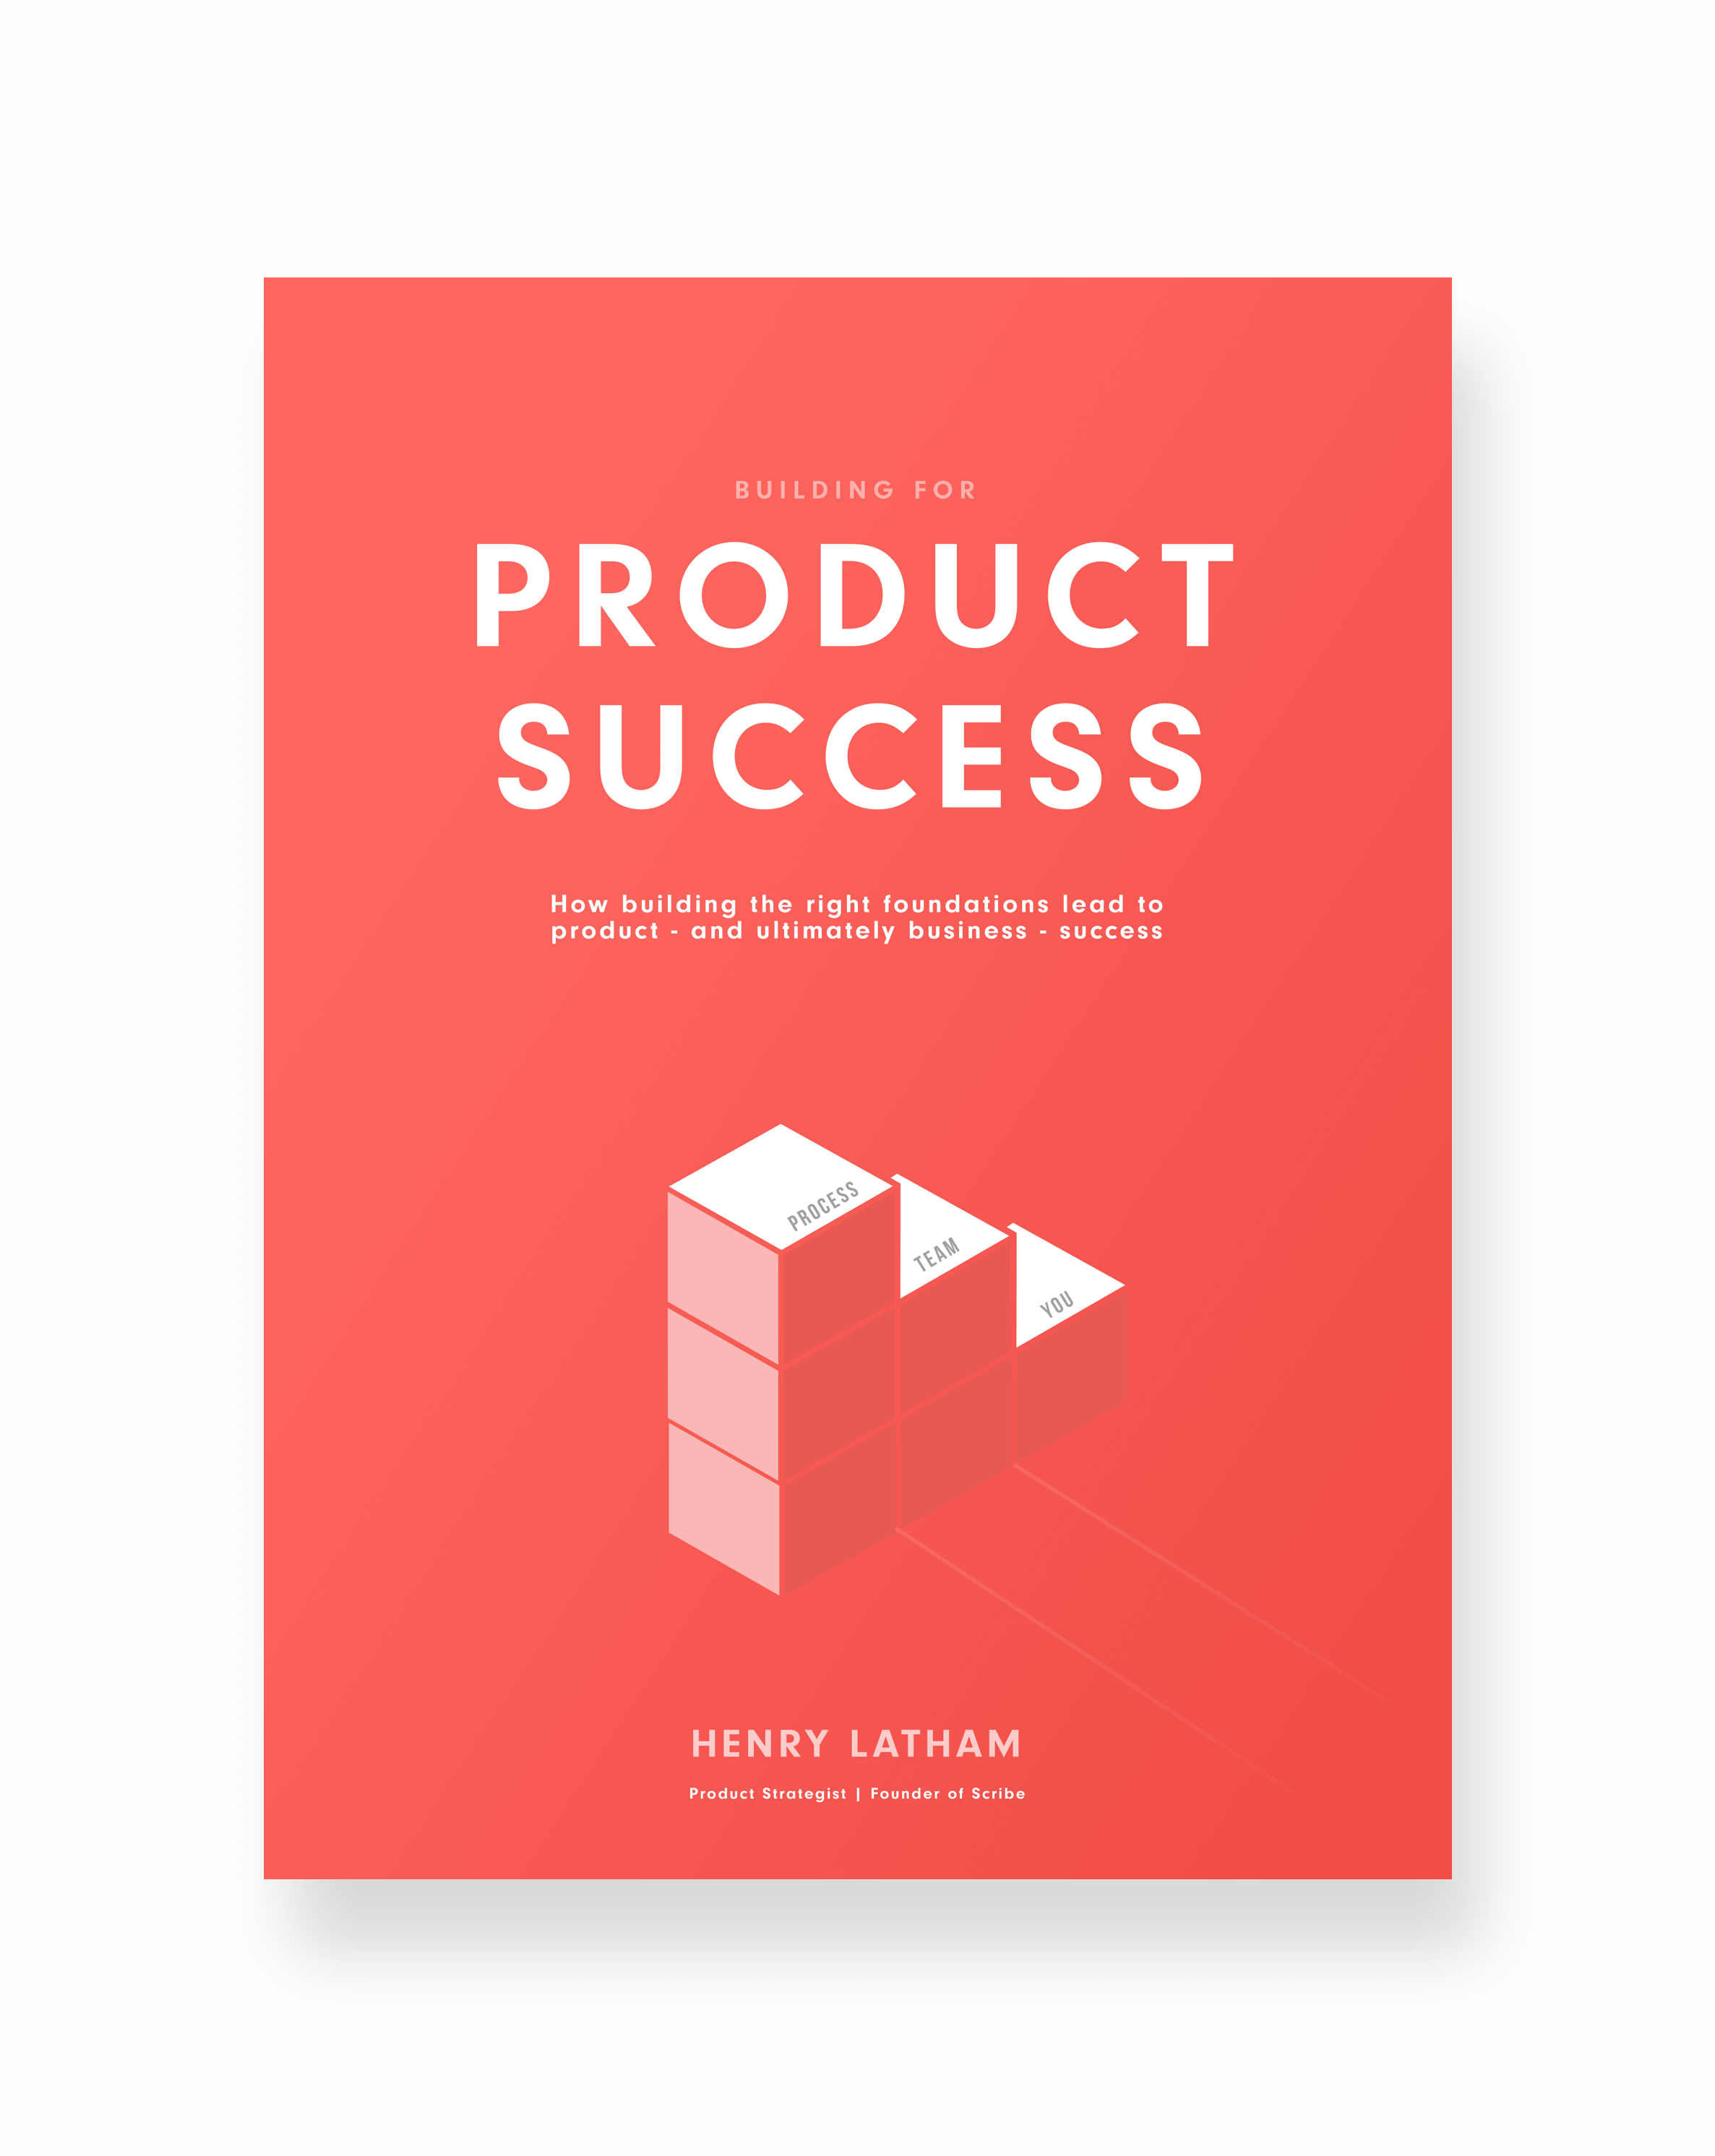 BUILDING FOR
PRODUCT
SUCCESS
How building the right foundations lead to
product - and ultimately business - success
PROCESS
TEAM
YOU
HENRY LATHAM
Product Strategist | Founder of Scribe